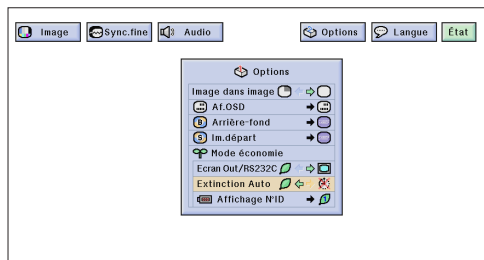 Image Sync.fine Audio Options Langue État
Options
Image dans image
Af.OSD
B Arrière-fond
S Im.départ
Mode économie
Ecran Out/RS232C
Extinction Auto
Affichage N°ID 1